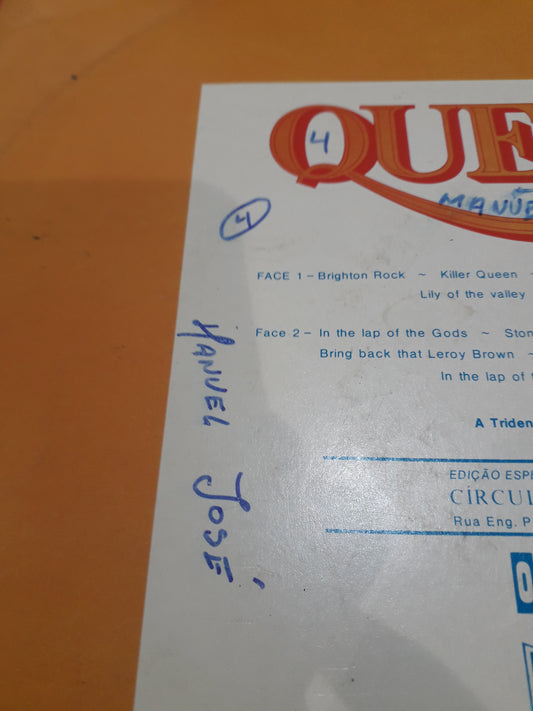 QUE
4
MANUE
4
FACE 1 – Brighton Rock ~ Killer Queen ~
Lily of the valley
Face 2 – In the lap of the Gods ~ Ston
Bring back that Leroy Brown ~
In the lap of t
A Triden
EDIÇÃO ESPE
CÍRCUL
Rua Eng. P
O
MANUEL JOSÉ